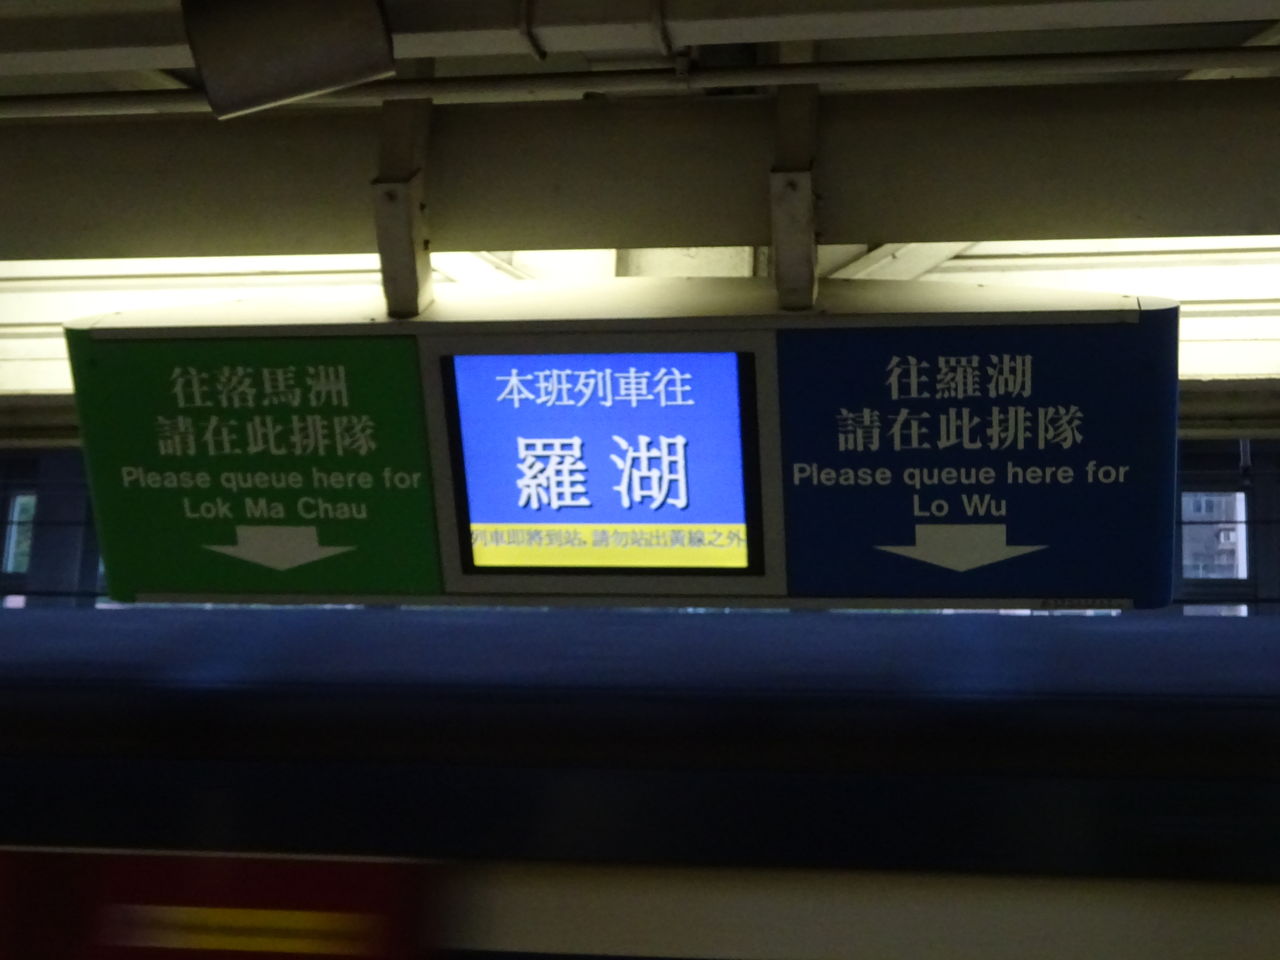 往落馬洲
請在此排隊
Please queue here for
Lok Ma Chau
本班列車往
羅湖
列車即將到站，請勿站出黃線之外
往羅湖
請在此排隊
Please queue here for
Lo Wu